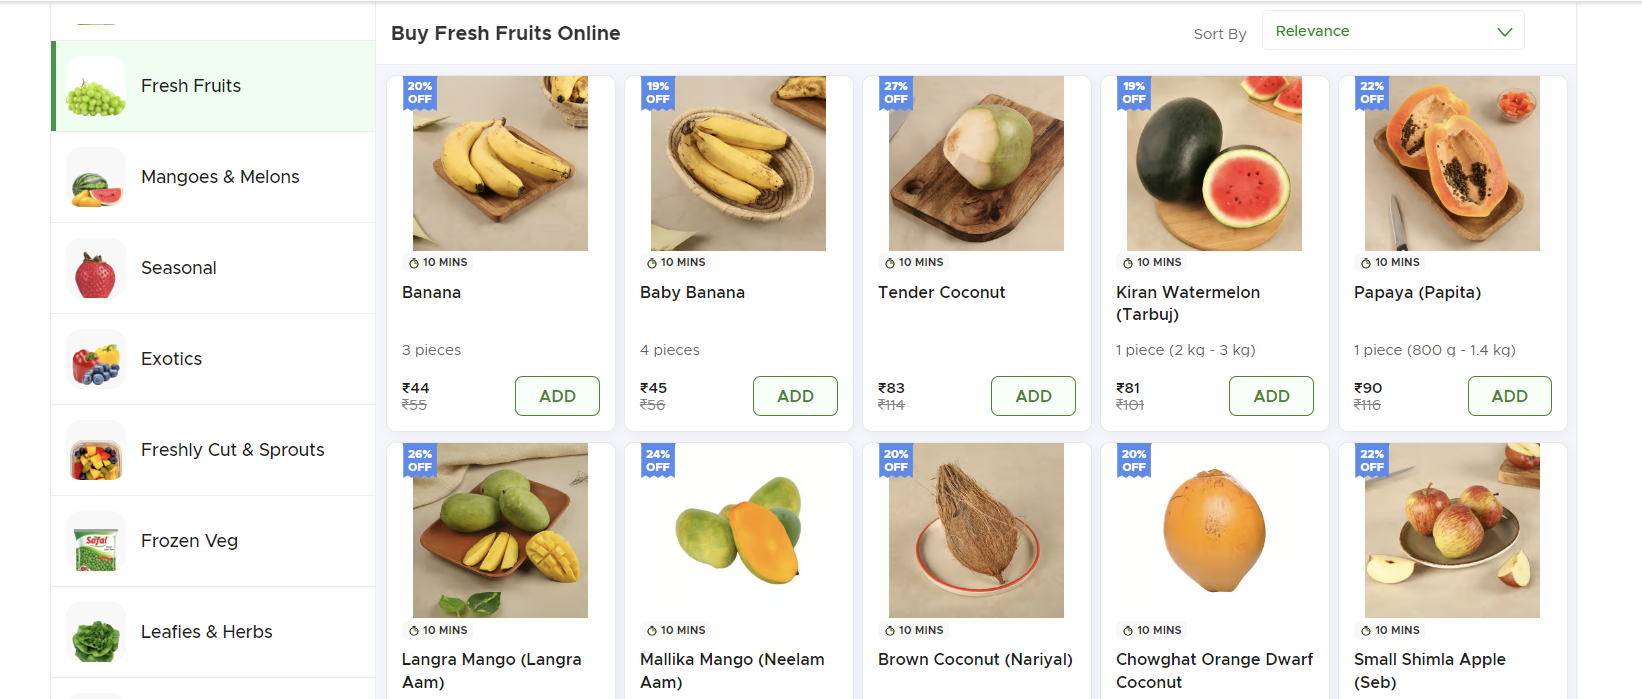 Buy Fresh Fruits Online
Sort By
Relevance
Fresh Fruits
Mangoes & Melons
Seasonal
Exotics
Freshly Cut & Sprouts
Safal
Frozen Veg
Leafies & Herbs
20%
OFF
10 MINS
Banana
3 pieces
₹44
₹55
ADD
19%
OFF
10 MINS
Baby Banana
4 pieces
₹45
₹56
ADD
27%
OFF
10 MINS
Tender Coconut
₹83
₹114
ADD
19%
OFF
10 MINS
Kiran Watermelon
(Tarbuj)
1 piece (2 kg - 3 kg)
₹81
₹101
ADD
22%
OFF
10 MINS
Papaya (Papita)
1 piece (800 g - 1.4 kg)
₹90
₹116
ADD
26%
OFF
10 MINS
Langra Mango (Langra
Aam)
24%
OFF
10 MINS
Mallika Mango (Neelam
Aam)
20%
OFF
10 MINS
Brown Coconut (Nariyal)
20%
OFF
10 MINS
Chowghat Orange Dwarf
Coconut
22%
OFF
10 MINS
Small Shimla Apple
(Seb)